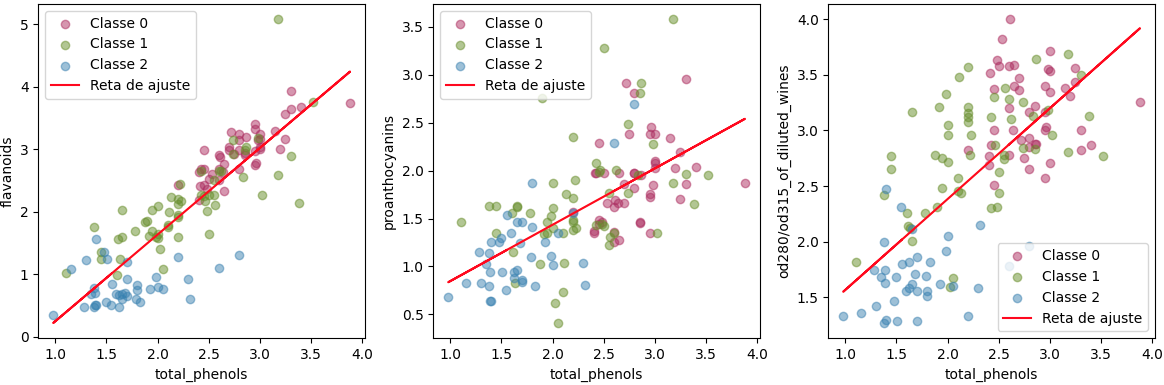 flavanoids
5
4
3
2
1
0
Classe 0
Classe 1
Classe 2
Reta de ajuste
1.0 1.5 2.0 2.5 3.0 3.5 4.0
total_phenols
proanthocyanins
3.5
3.0
2.5
2.0
1.5
1.0
0.5
Classe 0
Classe 1
Classe 2
Reta de ajuste
1.0 1.5 2.0 2.5 3.0 3.5 4.0
total_phenols
od280/od315_of_diluted_wines
4.0
3.5
3.0
2.5
2.0
1.5
Classe 0
Classe 1
Classe 2
Reta de ajuste
1.0 1.5 2.0 2.5 3.0 3.5 4.0
total_phenols